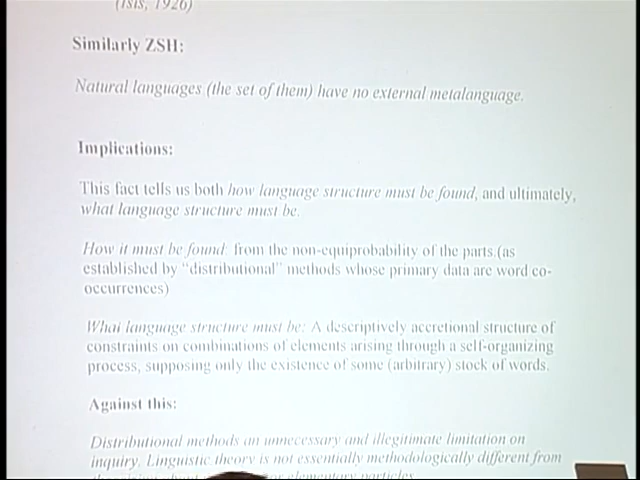 (Isis, 1926)
Similarly ZSH:
Natural languages (the set of them) have no external metalanguage.
Implications:
This fact tells us both how language structure must be found, and ultimately,
what language structure must be.
How it must be found: from the non-equiprobability of the parts.(as
established by “distributional” methods whose primary data are word co-
occurrences)
What language structure must be: A descriptively accretional structure of
constraints on combinations of elements arising through a self-organizing
process, supposing only the existence of some (arbitrary) stock of words.
Against this:
Distributional methods an unnecessary and illegitimate limitation on
inquiry. Linguistic theory is not essentially methodologically different from
or elementary particles